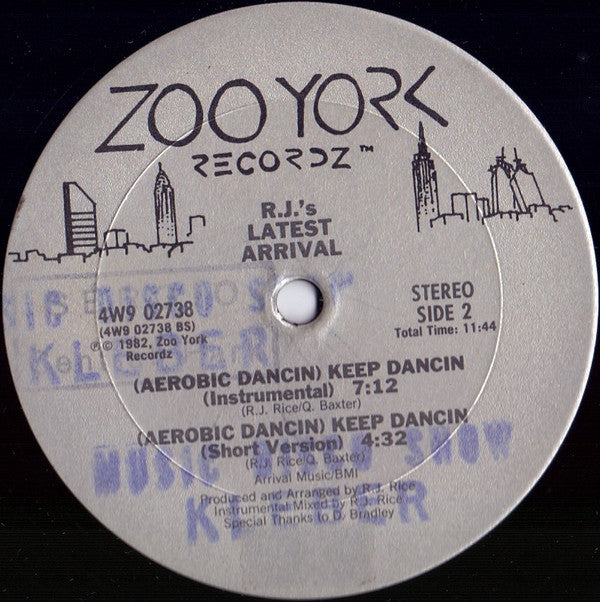 ZOO YORK
RECORDZ™
R.J.'s
LATEST
ARRIVAL
4W9 02738
(4W9 02738 BS)
℗ © 1982, Zoo York
Recordz
STEREO
SIDE 2
Total Time: 11:44
(AEROBIC DANCIN) KEEP DANCIN
(Instrumental) 7:12
(R.J. Rice/Q. Baxter)
(AEROBIC DANCIN) KEEP DANCIN
(Short Version) 4:32
(R.J. Rice/Q. Baxter)
Arrival Music/BMI
Produced and Arranged by R.J. Rice
Instrumental Mixed by R.J. Rice
Special Thanks to D. Bradley
DISCO
MUSIC SHOW